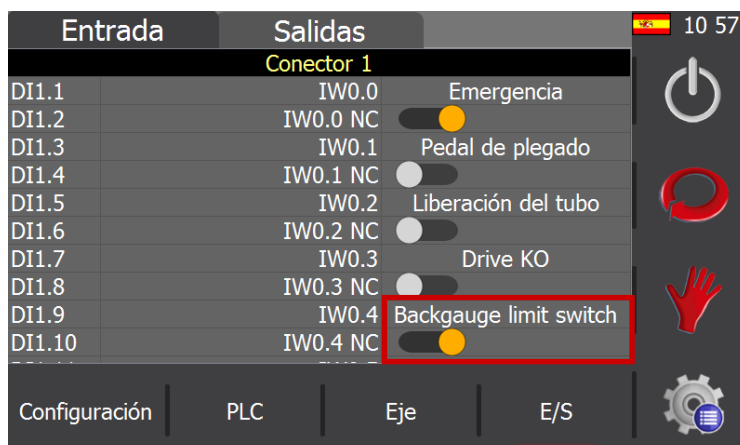 Entrada Salidas 10 57
Conector 1
DI1.1 IW0.0 Emergencia
DI1.2 IW0.0 NC
DI1.3 IW0.1 Pedal de plegado
DI1.4 IW0.1 NC
DI1.5 IW0.2 Liberación del tubo
DI1.6 IW0.2 NC
DI1.7 IW0.3 Drive KO
DI1.8 IW0.3 NC
DI1.9 IW0.4 Backgauge limit switch
DI1.10 IW0.4 NC
Configuración PLC Eje E/S